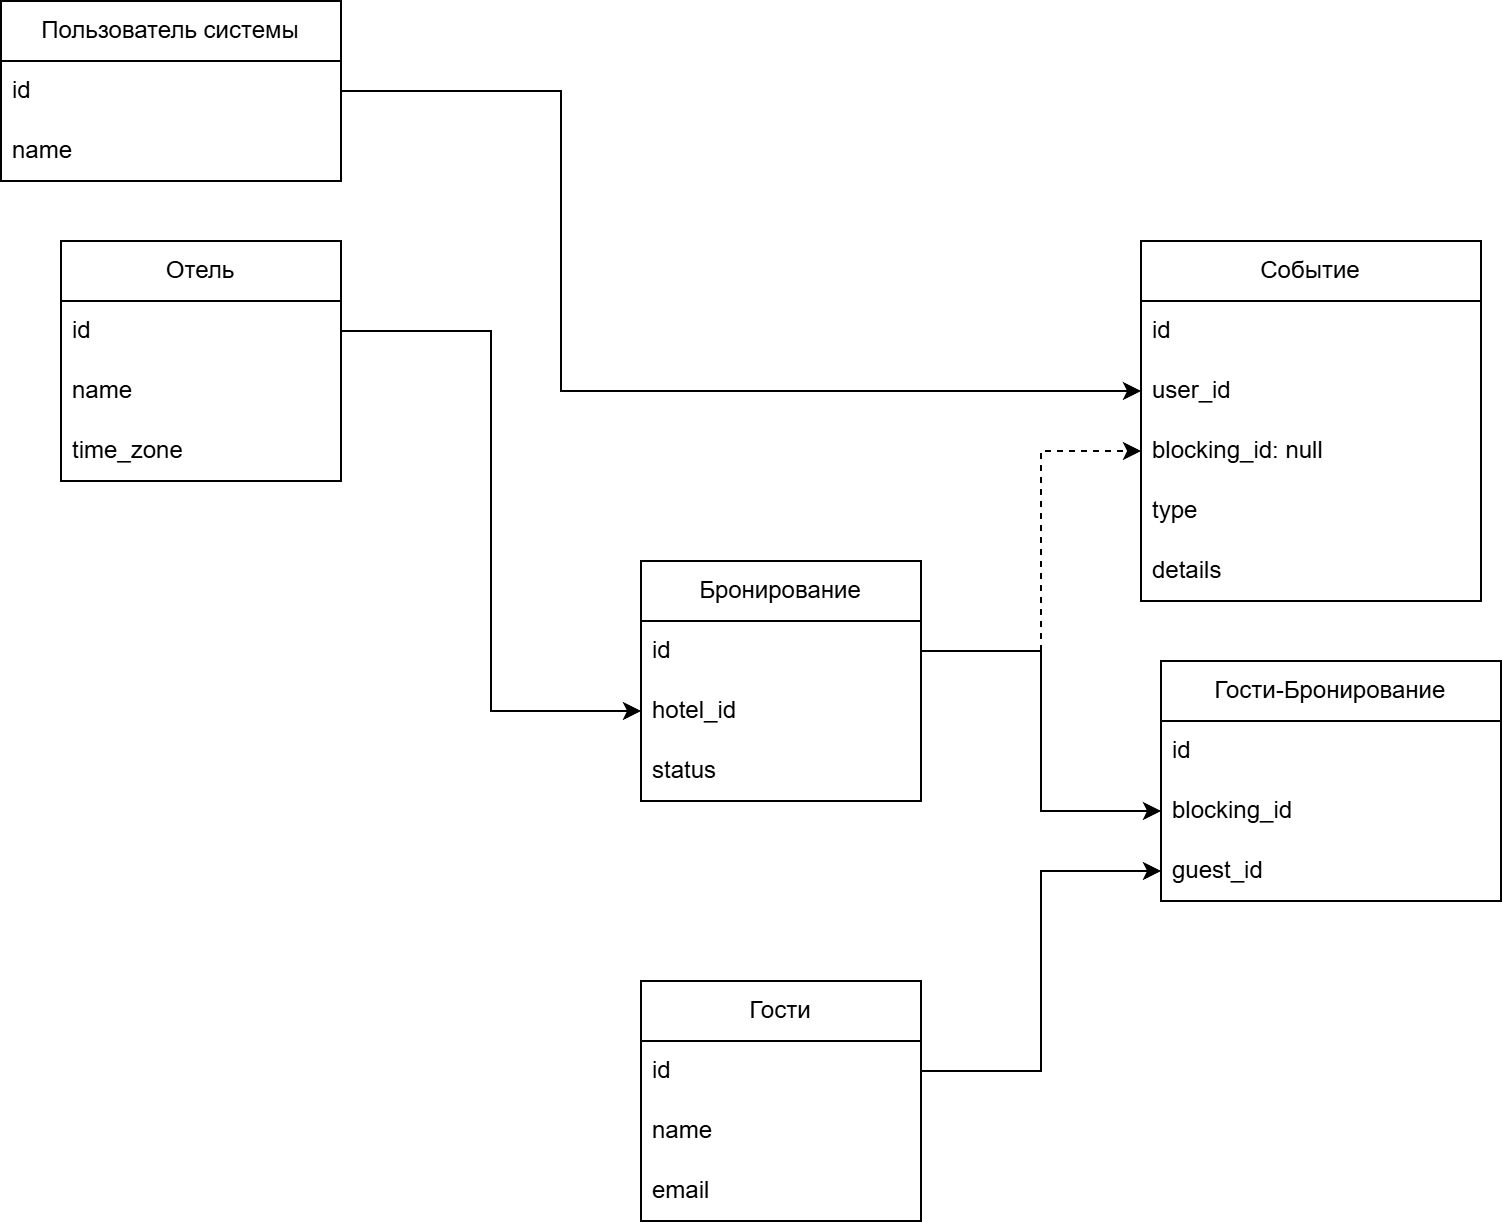 Пользователь системы
id
name
Отель
id
name
time_zone
Событие
id
user_id
blocking_id: null
type
details
Бронирование
id
hotel_id
status
Гости-Бронирование
id
blocking_id
guest_id
Гости
id
name
email